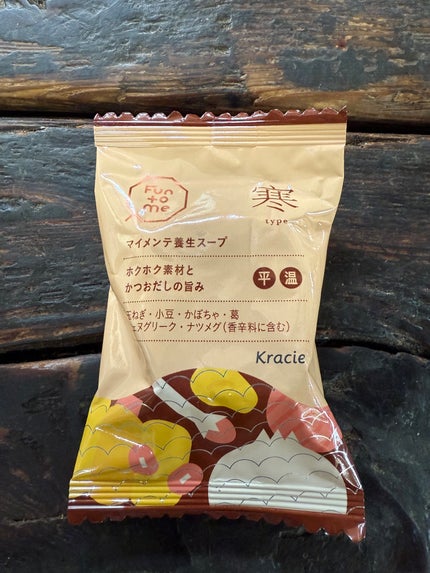 Fun
to
me
寒
type
マイメンテ養生スープ
ホクホク素材と
かつおだしの旨み
平 温
玉ねぎ・小豆・かぼちゃ・葛
フェヌグリーク・ナツメグ(香辛料に含む)
Kracie